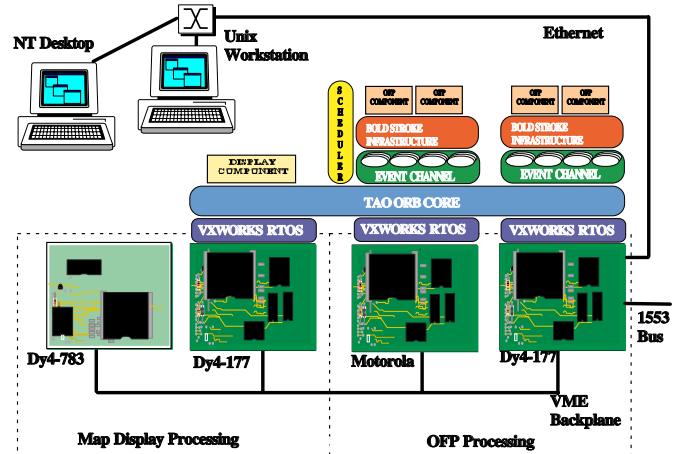 NT Desktop
Unix
Workstation
Ethernet
SCHEDULER
OFP
COMPONENT
OFP
COMPONENT
OFP
COMPONENT
OFP
COMPONENT
BOLD STROKE
INFRASTRUCTURE
BOLD STROKE
INFRASTRUCTURE
DISPLAY
COMPONENT
EVENT CHANNEL
EVENT CHANNEL
TAO ORB CORE
VXWORKS RTOS
VXWORKS RTOS
VXWORKS RTOS
1553
Bus
Dy4-783
Dy4-177
Motorola
Dy4-177
VME
Backplane
Map Display Processing
OFP Processing